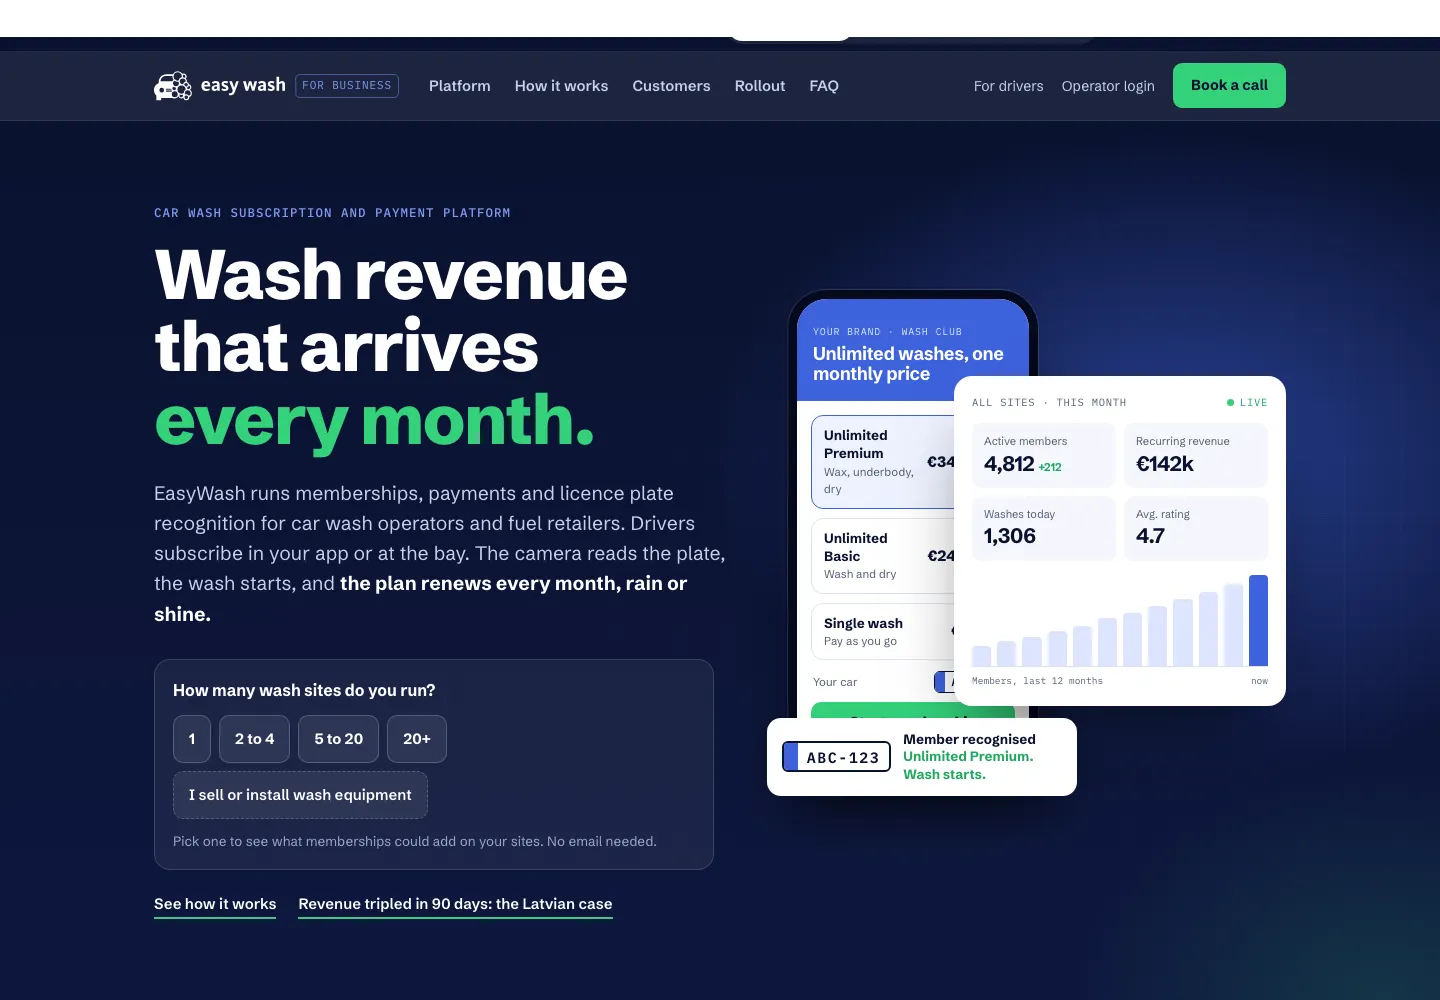 easy wash
FOR BUSINESS
Platform
How it works
Customers
Rollout
FAQ
For drivers
Operator login
Book a call
CAR WASH SUBSCRIPTION AND PAYMENT PLATFORM
Wash revenue
that arrives
every month.
EasyWash runs memberships, payments and licence plate
recognition for car wash operators and fuel retailers. Drivers
subscribe in your app or at the bay. The camera reads the plate,
the wash starts, and the plan renews every month, rain or
shine.
How many wash sites do you run?
1
2 to 4
5 to 20
20+
I sell or install wash equipment
Pick one to see what memberships could add on your sites. No email needed.
See how it works
Revenue tripled in 90 days: the Latvian case
YOUR BRAND · WASH CLUB
Unlimited washes, one
monthly price
Unlimited
Premium
Wax, underbody,
dry
€34
Unlimited
Basic
Wash and dry
€24
Single wash
Pay as you go
Your car
ALL SITES · THIS MONTH
LIVE
Active members
4,812 +212
Recurring revenue
€142k
Washes today
1,306
Avg. rating
4.7
Members, last 12 months
now
ABC-123
Member recognised
Unlimited Premium.
Wash starts.